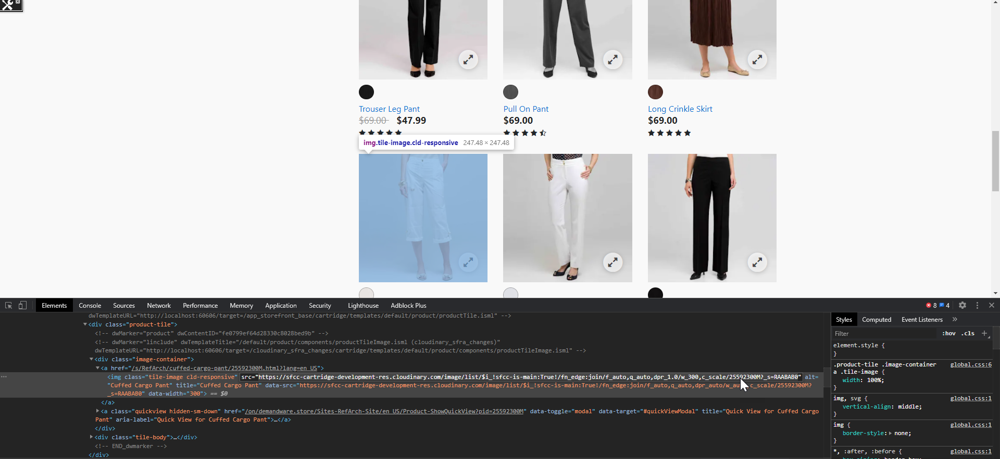 Trouser Leg Pant
$69.00 $47.99
Pull On Pant
$69.00
Long Crinkle Skirt
$69.00
img.tile-image.cld-responsive 247.48 × 247.48
Elements Console Sources Network Performance Memory Application Security Lighthouse Adblock Plus 8 4
dwTemplateURL="http://localhost:60606/target=/app_storefront_base/cartridge/templates/default/product/productTile.isml" -->
<div class="product-tile">
<!-- dwMarker="product" dwContentID="fe0799ef64d28330c8028bed9b" -->
<!-- dwMarker="linclude" dwTemplateTitle="/default/product/components/productTileImage.isml (cloudinary_sfra_changes)"
dwTemplateURL="http://localhost:60606/target=/cloudinary_sfra_changes/cartridge/templates/default/product/components/productTileImage.isml" -->
<div class="image-container">
<a href="/s/RefArch/cuffed-cargo-pant/25592300M.html?lang=en_US">
<img class="tile-image cld-responsive" src="https://sfcc-cartridge-development-res.cloudinary.com/image/list/$i_!sfcc-is-main:True!/fn_edge:join/f_auto,q_auto,dpr_1.0/w_300,c_scale/25592300M?_s=RAABAB0" alt=
"Cuffed Cargo Pant" title="Cuffed Cargo Pant" data-src="https://sfcc-cartridge-development-res.cloudinary.com/image/list/$i_!sfcc-is-main:True!/fn_edge:join/f_auto,q_auto,dpr_auto/w_au c_scale/25592300M?
_s=RAABAB0" data-width="300"> == $0
</a>
<a class="quickview hidden-sm-down" href="/on/demandware.store/Sites-RefArch-Site/en_US/Product-ShowQuickView?pid=25592300M" data-toggle="modal" data-target="#quickViewModal" title="Quick View for Cuffed Cargo
Pant" aria-label="Quick View for Cuffed Cargo Pant">…</a>
</div>
<div class="tile-body">…</div>
<!-- END_dwmarker -->
</div>
Styles Computed Event Listeners »
Filter :hov .cls +
element.style {
}
.product-tile .image-container global.css:6
a .tile-image {
width: 100%;
}
img, svg { global.css:1
vertical-align: middle;
}
img { global.css:1
border-style: none;
}
*, :after, :before { global.css:1